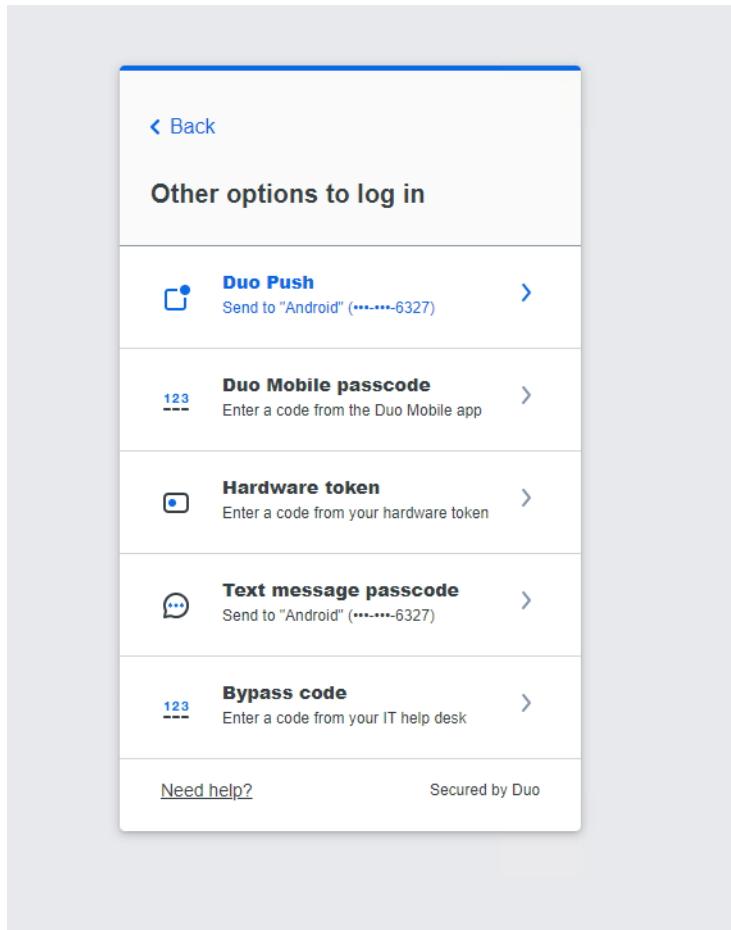 Back
Other options to log in
Duo Push
Send to "Android" (•••-•••-6327)
123
Duo Mobile passcode
Enter a code from the Duo Mobile app
Hardware token
Enter a code from your hardware token
Text message passcode
Send to "Android" (•••-•••-6327)
123
Bypass code
Enter a code from your IT help desk
Need help?
Secured by Duo